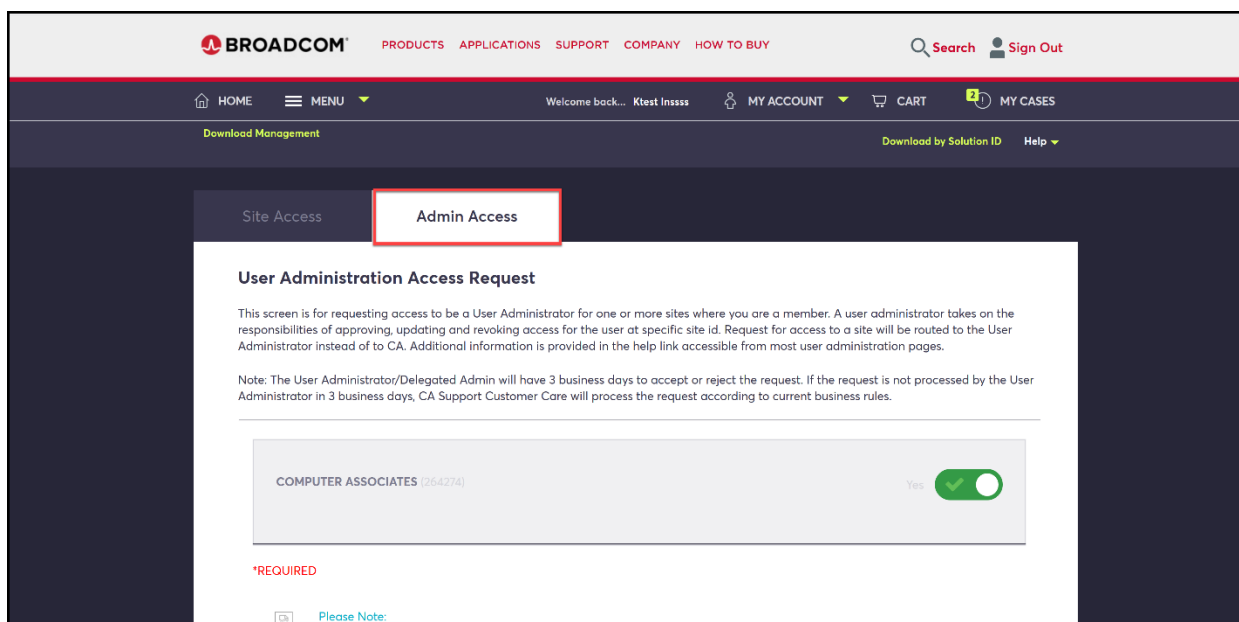 BROADCOM
PRODUCTS APPLICATIONS SUPPORT COMPANY HOW TO BUY
Search Sign Out
HOME MENU Welcome back... Ktest Inssss MY ACCOUNT CART 2 MY CASES
Download Management
Download by Solution ID Help
Site Access Admin Access
User Administration Access Request
This screen is for requesting access to be a User Administrator for one or more sites where you are a member. A user administrator takes on the
responsibilities of approving, updating and revoking access for the user at specific site id. Request for access to a site will be routed to the User
Administrator instead of to CA. Additional information is provided in the help link accessible from most user administration pages.
Note: The User Administrator/Delegated Admin will have 3 business days to accept or reject the request. If the request is not processed by the User
Administrator in 3 business days, CA Support Customer Care will process the request according to current business rules.
COMPUTER ASSOCIATES (264274) Yes
*REQUIRED
Please Note: